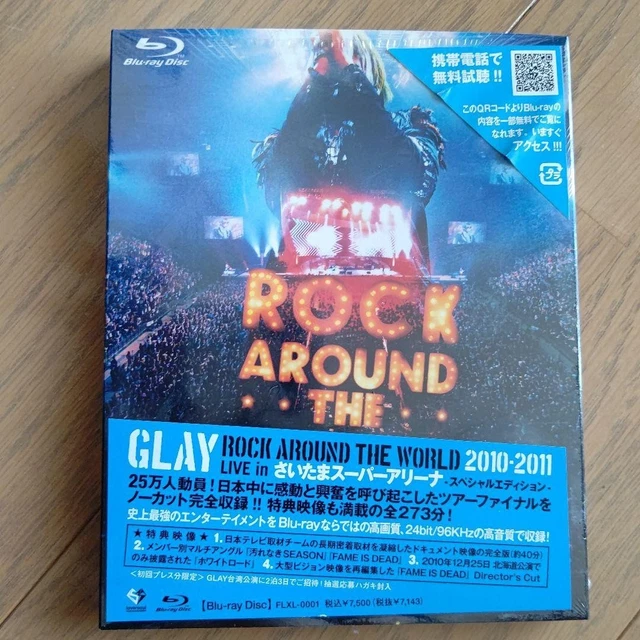 Blu-ray Disc
携帯電話で
無料試聴!!
このQRコードよりBlu-rayの
内容を一部無料でご覧に
なれます。いますぐ
アクセス!!!
プラ
ROCK
AROUND
THE
GLAY ROCK AROUND THE WORLD 2010-2011
LIVE in さいたまスーパーアリーナ -スペシャルエディション-
25万人動員!日本中に感動と興奮を呼び起こしたツアーファイナルを
ノーカット完全収録!! 特典映像も満載の全273分!
史上最強のエンターテイメントをBlu-rayならではの高画質、24bit/96KHzの高音質で収録!
★特典映像★ 1.日本テレビ取材チームの長期密着取材を凝縮したドキュメント映像の完全版(約40分)
2.メンバー別マルチアングル「汚れなきSEASON」「FAME IS DEAD」 3. 2010年12月25日 北海道公演で
のみ披露された「ホワイトロード」 4.大型ビジョン映像を再編集した「FAME IS DEAD」 Director's Cut
<初回プレス分限定> GLAY台湾公演に2泊3日でご招待!抽選応募ハガキ封入
Blu-ray Disc 【Blu-ray Disc】 FLXL-0001 税込¥7,500(税抜¥7,143)